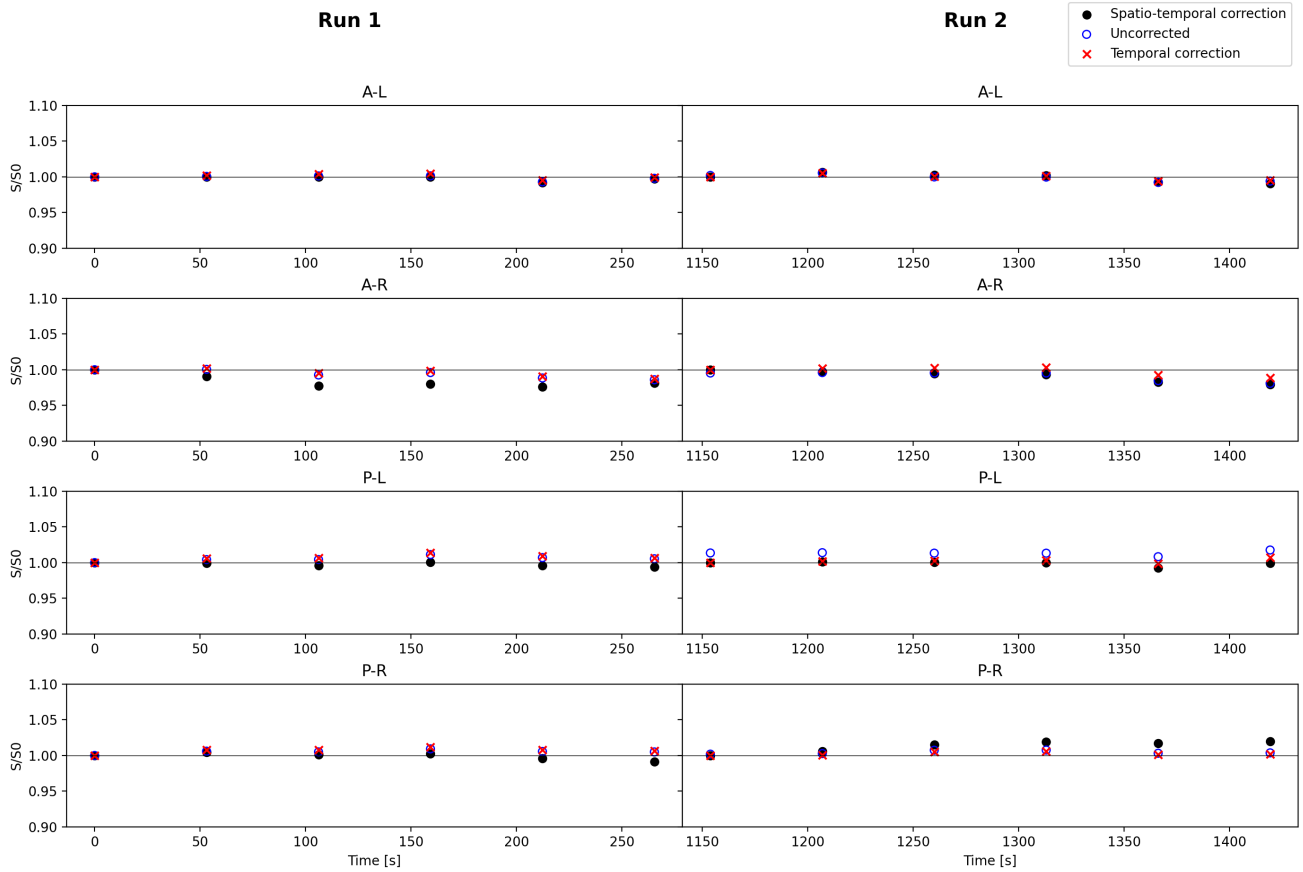 Run 1
Run 2
Spatio-temporal correction
Uncorrected
Temporal correction
A-L
A-L
S/S0
1.10
1.05
1.00
0.95
0.90
0 50 100 150 200 250
1150 1200 1250 1300 1350 1400
A-R
A-R
S/S0
1.10
1.05
1.00
0.95
0.90
0 50 100 150 200 250
1150 1200 1250 1300 1350 1400
P-L
P-L
S/S0
1.10
1.05
1.00
0.95
0.90
0 50 100 150 200 250
1150 1200 1250 1300 1350 1400
P-R
P-R
S/S0
1.10
1.05
1.00
0.95
0.90
0 50 100 150 200 250
1150 1200 1250 1300 1350 1400
Time [s]
Time [s]